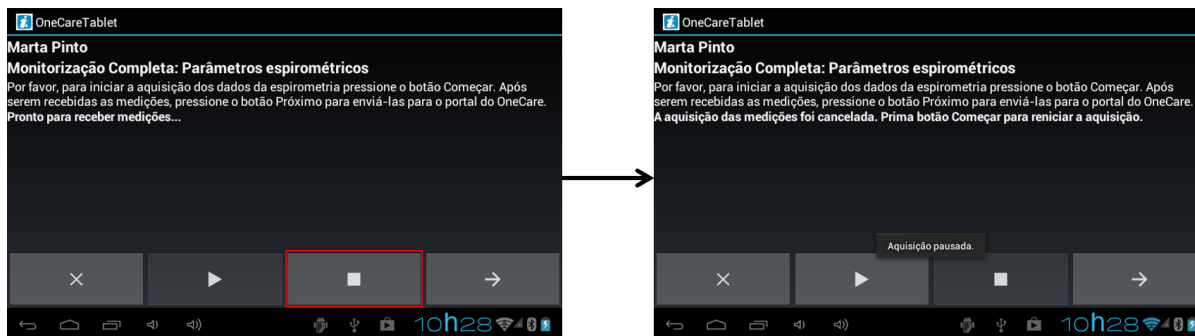 OneCareTablet
Marta Pinto
Monitorização Completa: Parâmetros espirométricos
Por favor, para iniciar a aquisição dos dados da espirometria pressione o botão Começar. Após
serem recebidas as medições, pressione o botão Próximo para enviá-las para o portal do OneCare.
Pronto para receber medições...
10h28
OneCareTablet
Marta Pinto
Monitorização Completa: Parâmetros espirométricos
Por favor, para iniciar a aquisição dos dados da espirometria pressione o botão Começar. Após
serem recebidas as medições, pressione o botão Próximo para enviá-las para o portal do OneCare.
A aquisição das medições foi cancelada. Prima botão Começar para reniciar a aquisição.
Aquisição pausada.
10h28